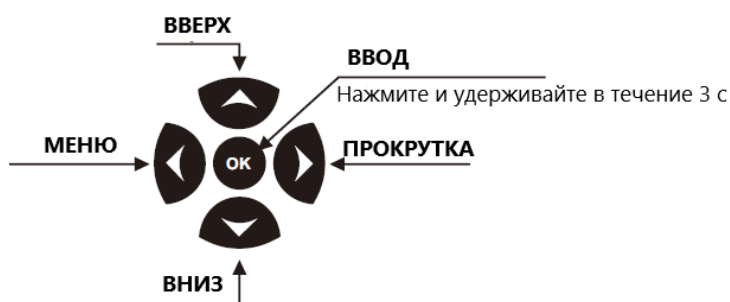 ВВЕРХ
ВВОД
Нажмите и удерживайте в течение 3 с
МЕНЮ
OK
ПРОКРУТКА
ВНИЗ